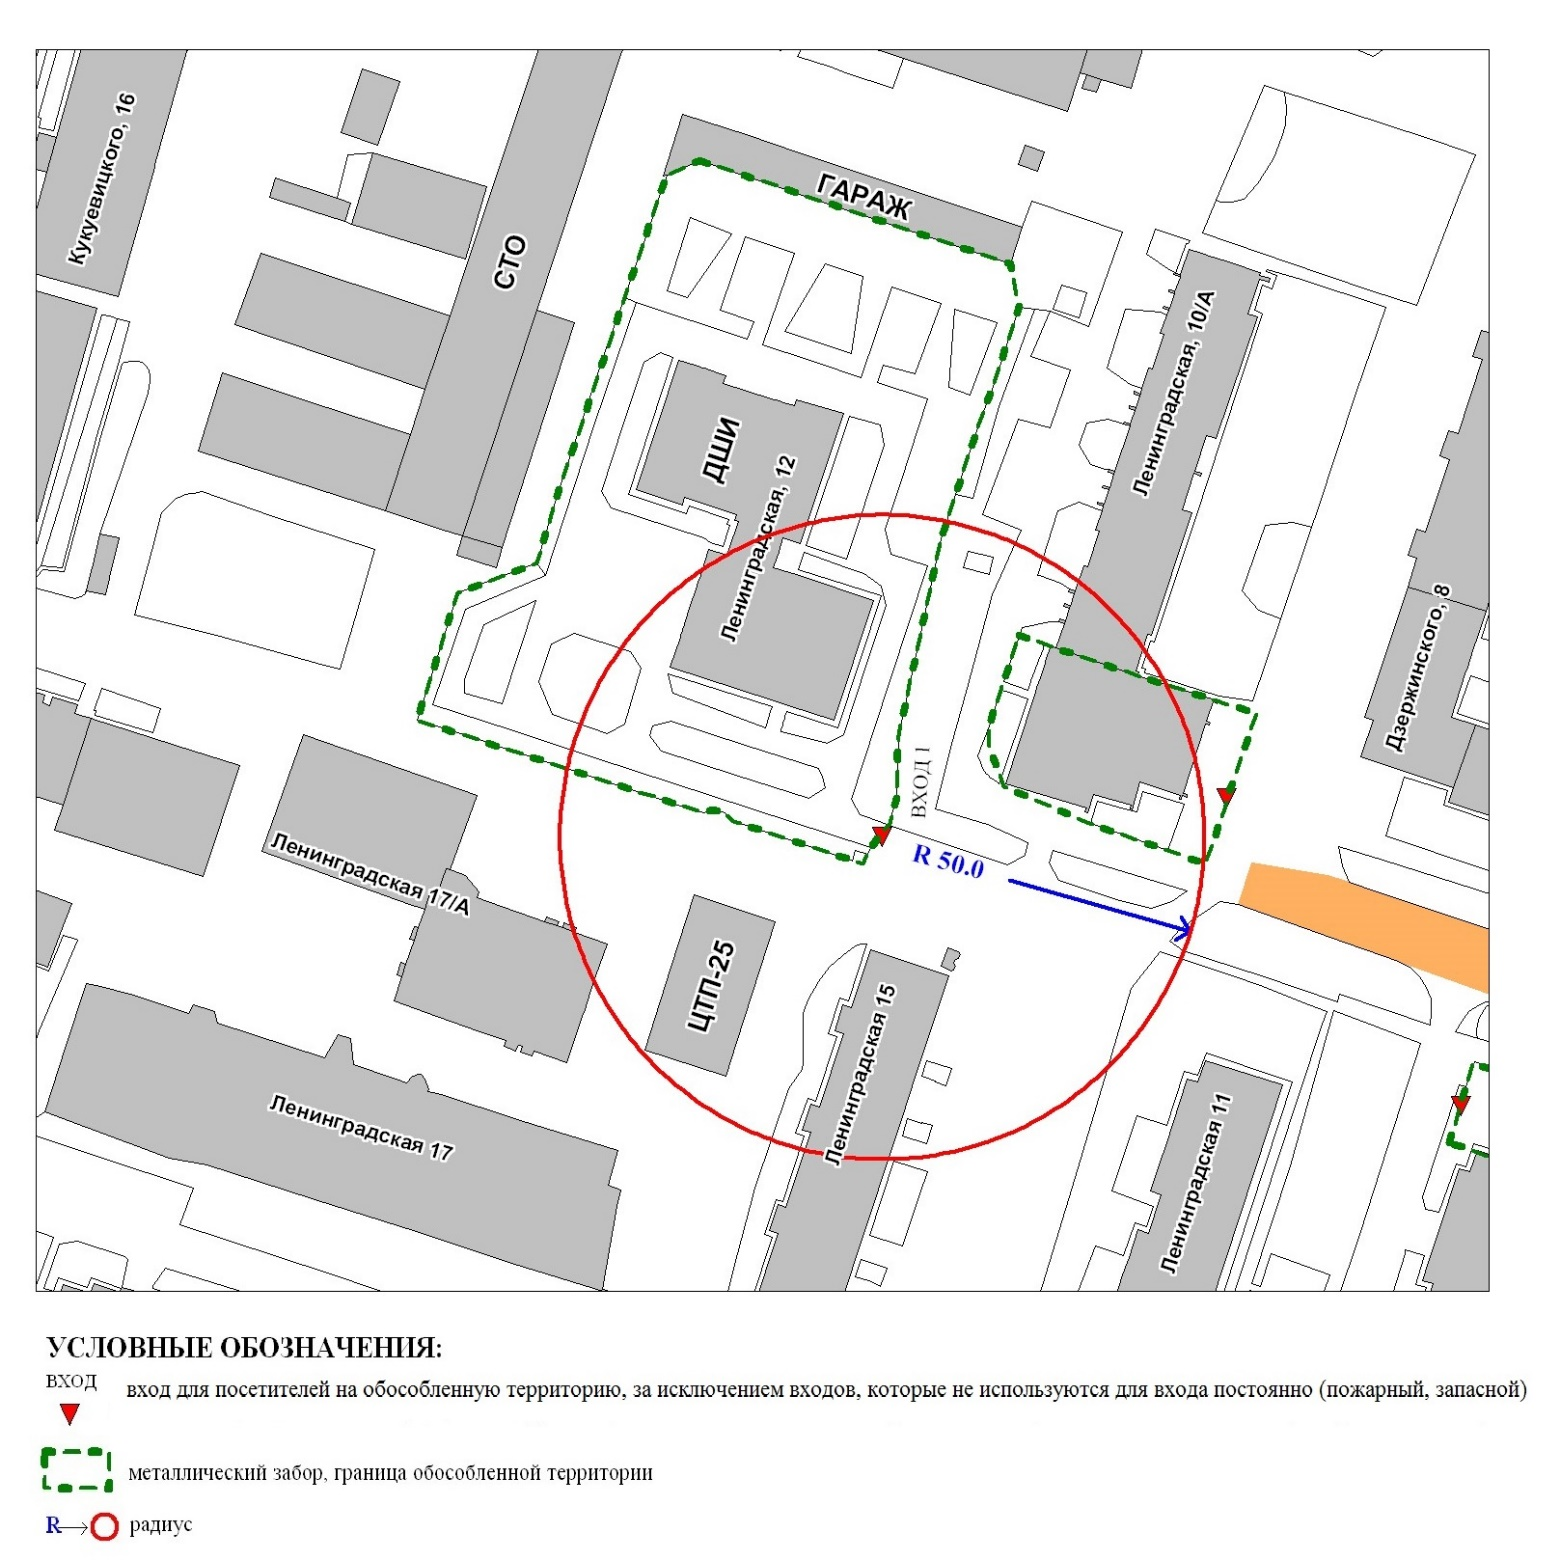 Кукуевицкого, 16
СТО
ГАРАЖ
Ленинградская, 10/А
ДШИ
Ленинградская, 12
Дзержинского, 8
ВХОД 1
R 50.0
Ленинградская 17/А
ЦТП-25
Ленинградская 15
Ленинградская 17
Ленинградская 11
УСЛОВНЫЕ ОБОЗНАЧЕНИЯ:
ВХОД
вход для посетителей на обособленную территорию, за исключением входов, которые не используются для входа постоянно (пожарный, запасной)
металлический забор, граница обособленной территории
R
радиус